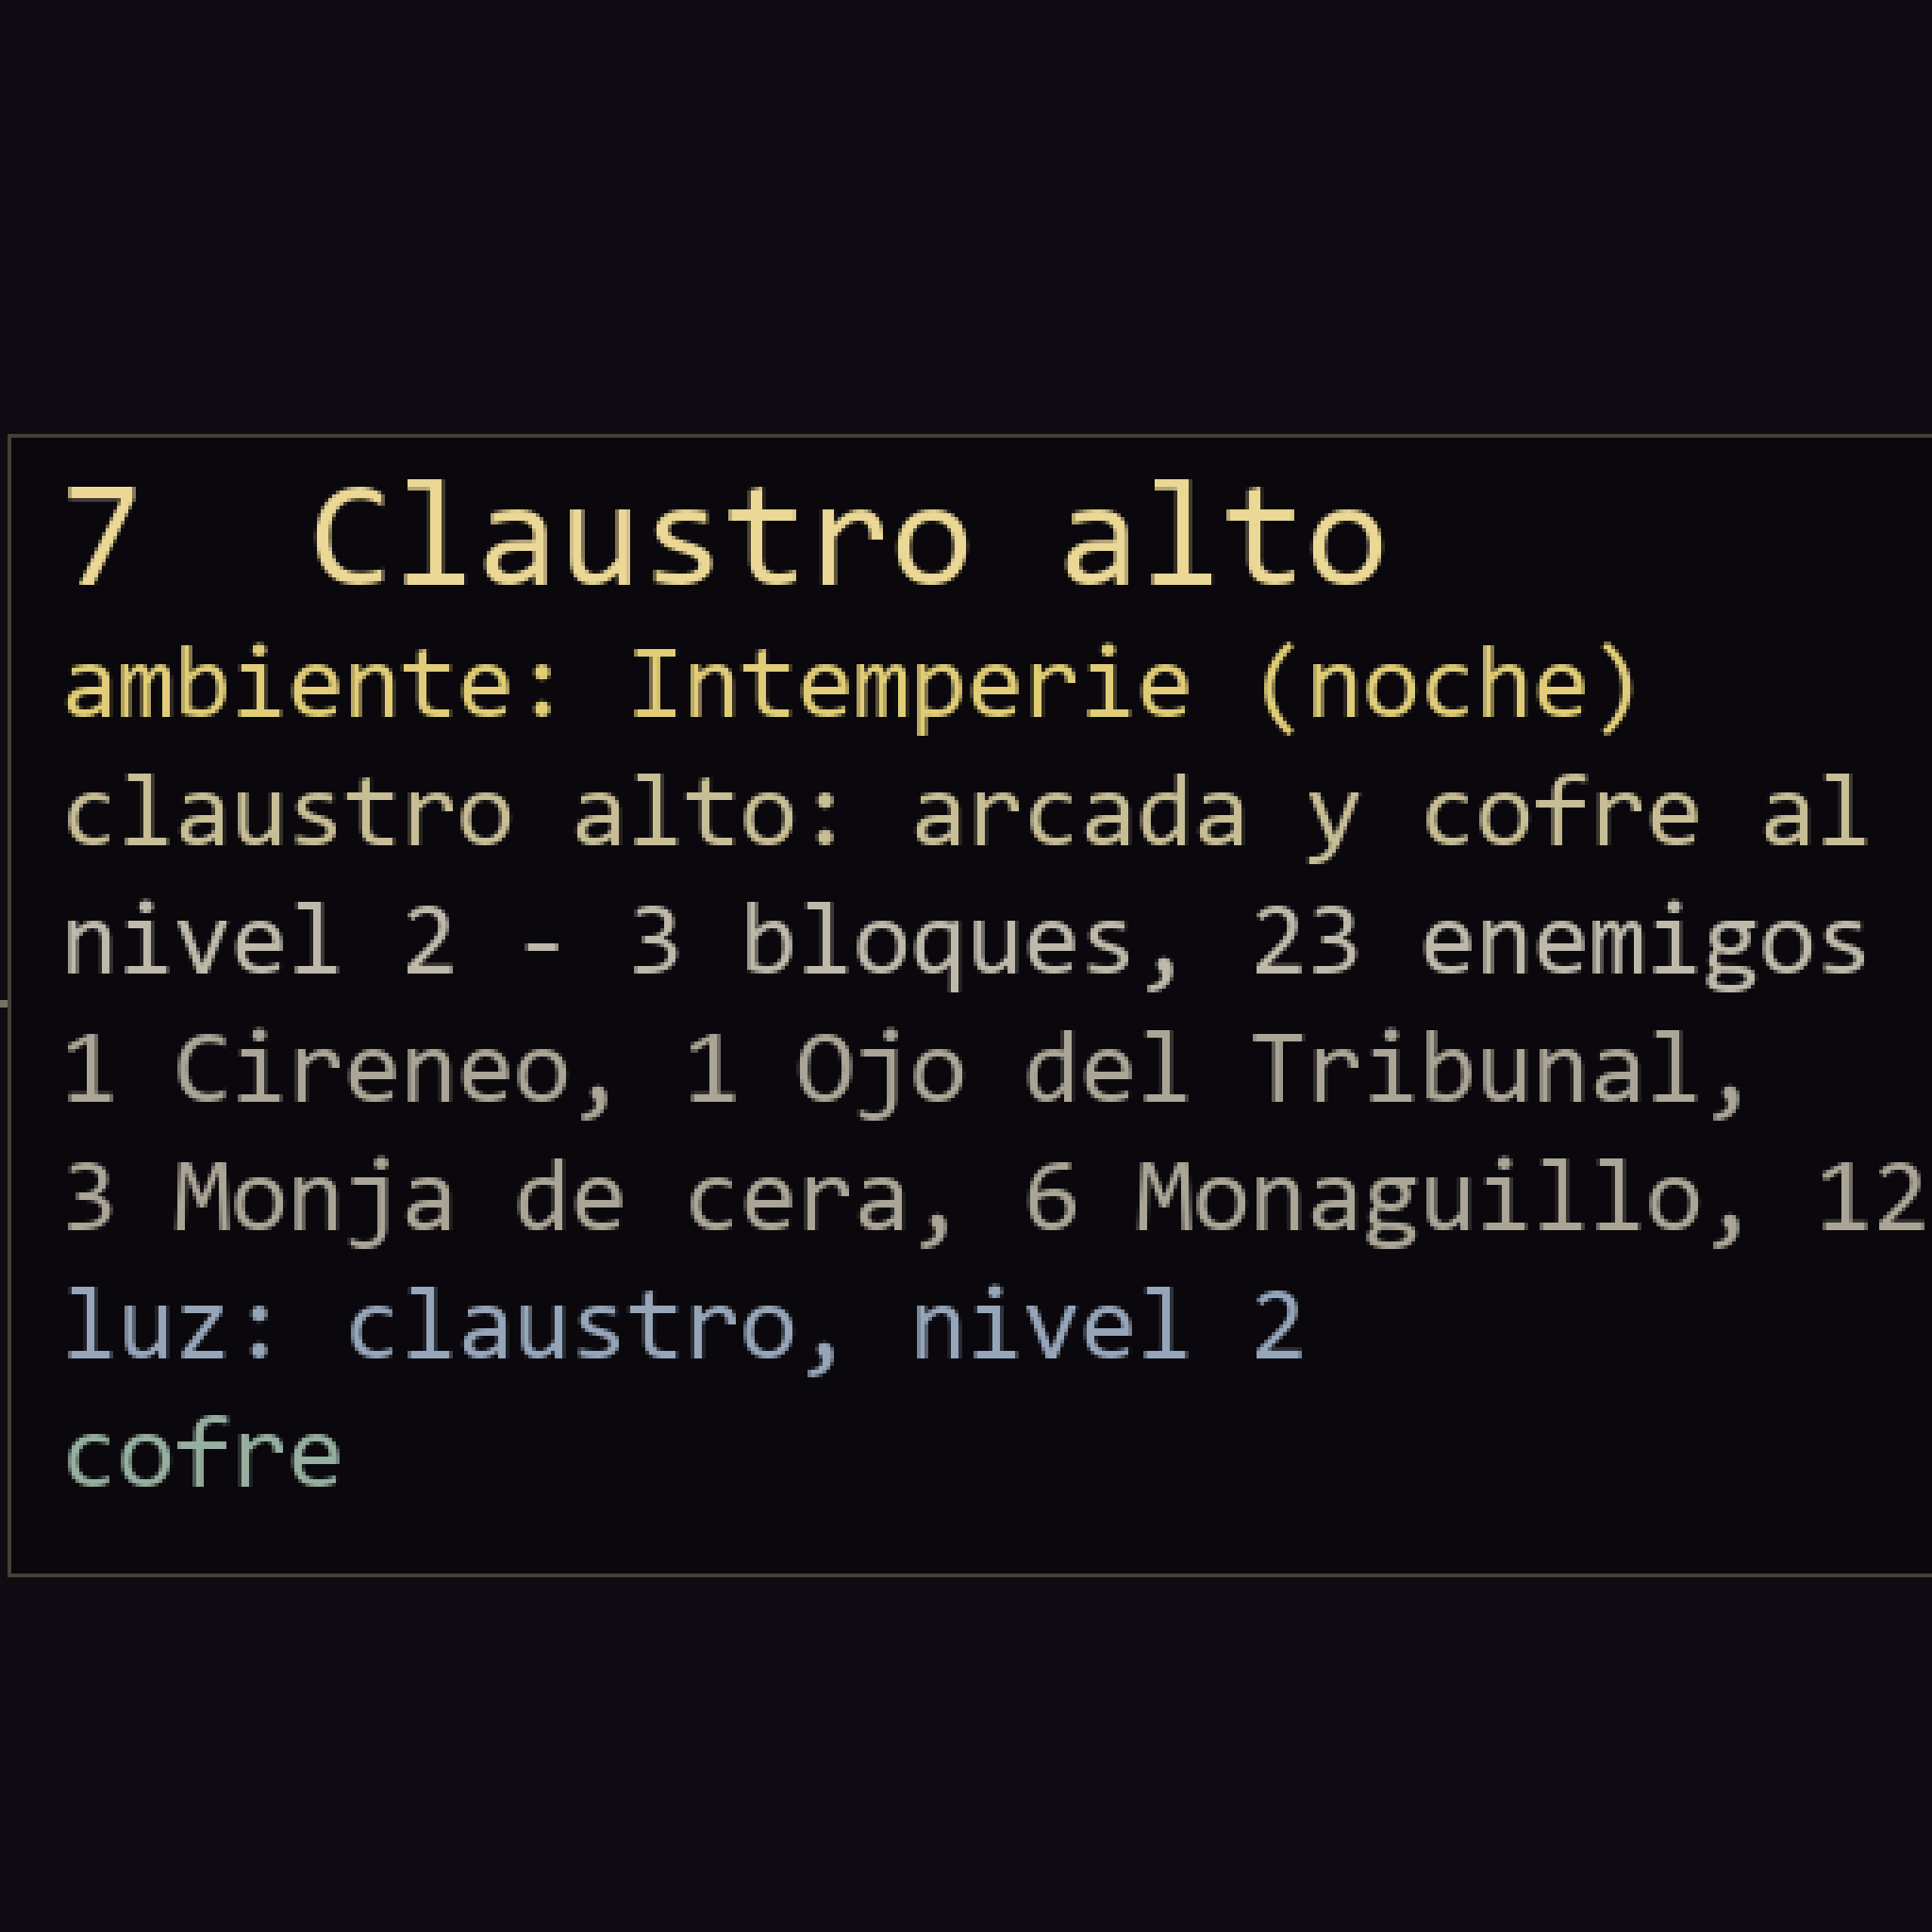 7  Claustro alto
ambiente: Intemperie (noche)
claustro alto: arcada y cofre al
nivel 2 - 3 bloques, 23 enemigos
1 Cireneo, 1 Ojo del Tribunal,
3 Monja de cera, 6 Monaguillo, 12
luz: claustro, nivel 2
cofre